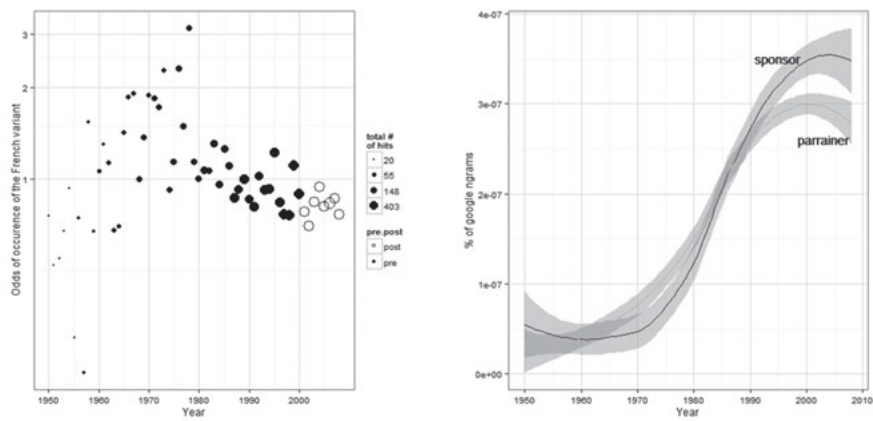 Odds of occurence of the French variant
3
2
1
1950 1960 1970 1980 1990 2000
Year
total #
of hits
20
55
148
403
pre.post
post
pre
% of google ngrams
4e-07
3e-07
2e-07
1e-07
0e+00
sponsor
parrainer
1950 1960 1970 1980 1990 2000 2010
Year